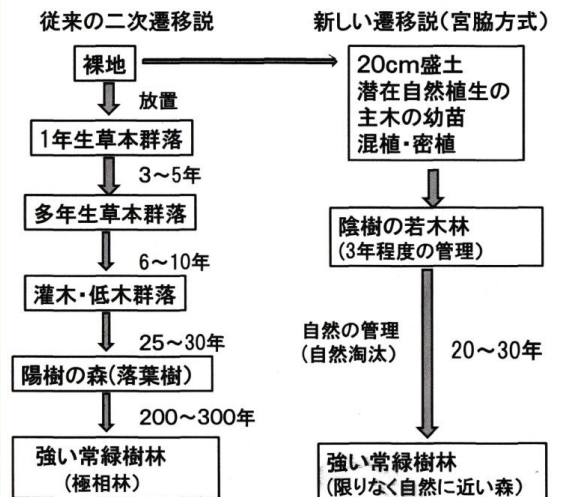 従来の二次遷移説
裸地
放置
1年生草本群落
3～5年
多年生草本群落
6～10年
灌木・低木群落
25～30年
陽樹の森(落葉樹)
200～300年
強い常緑樹林
(極相林)
新しい遷移説(宮脇方式)
20cm盛土
潜在自然植生の
主木の幼苗
混植・密植
陰樹の若木林
(3年程度の管理)
自然の管理
(自然淘汰)
20～30年
強い常緑樹林
(限りなく自然に近い森)